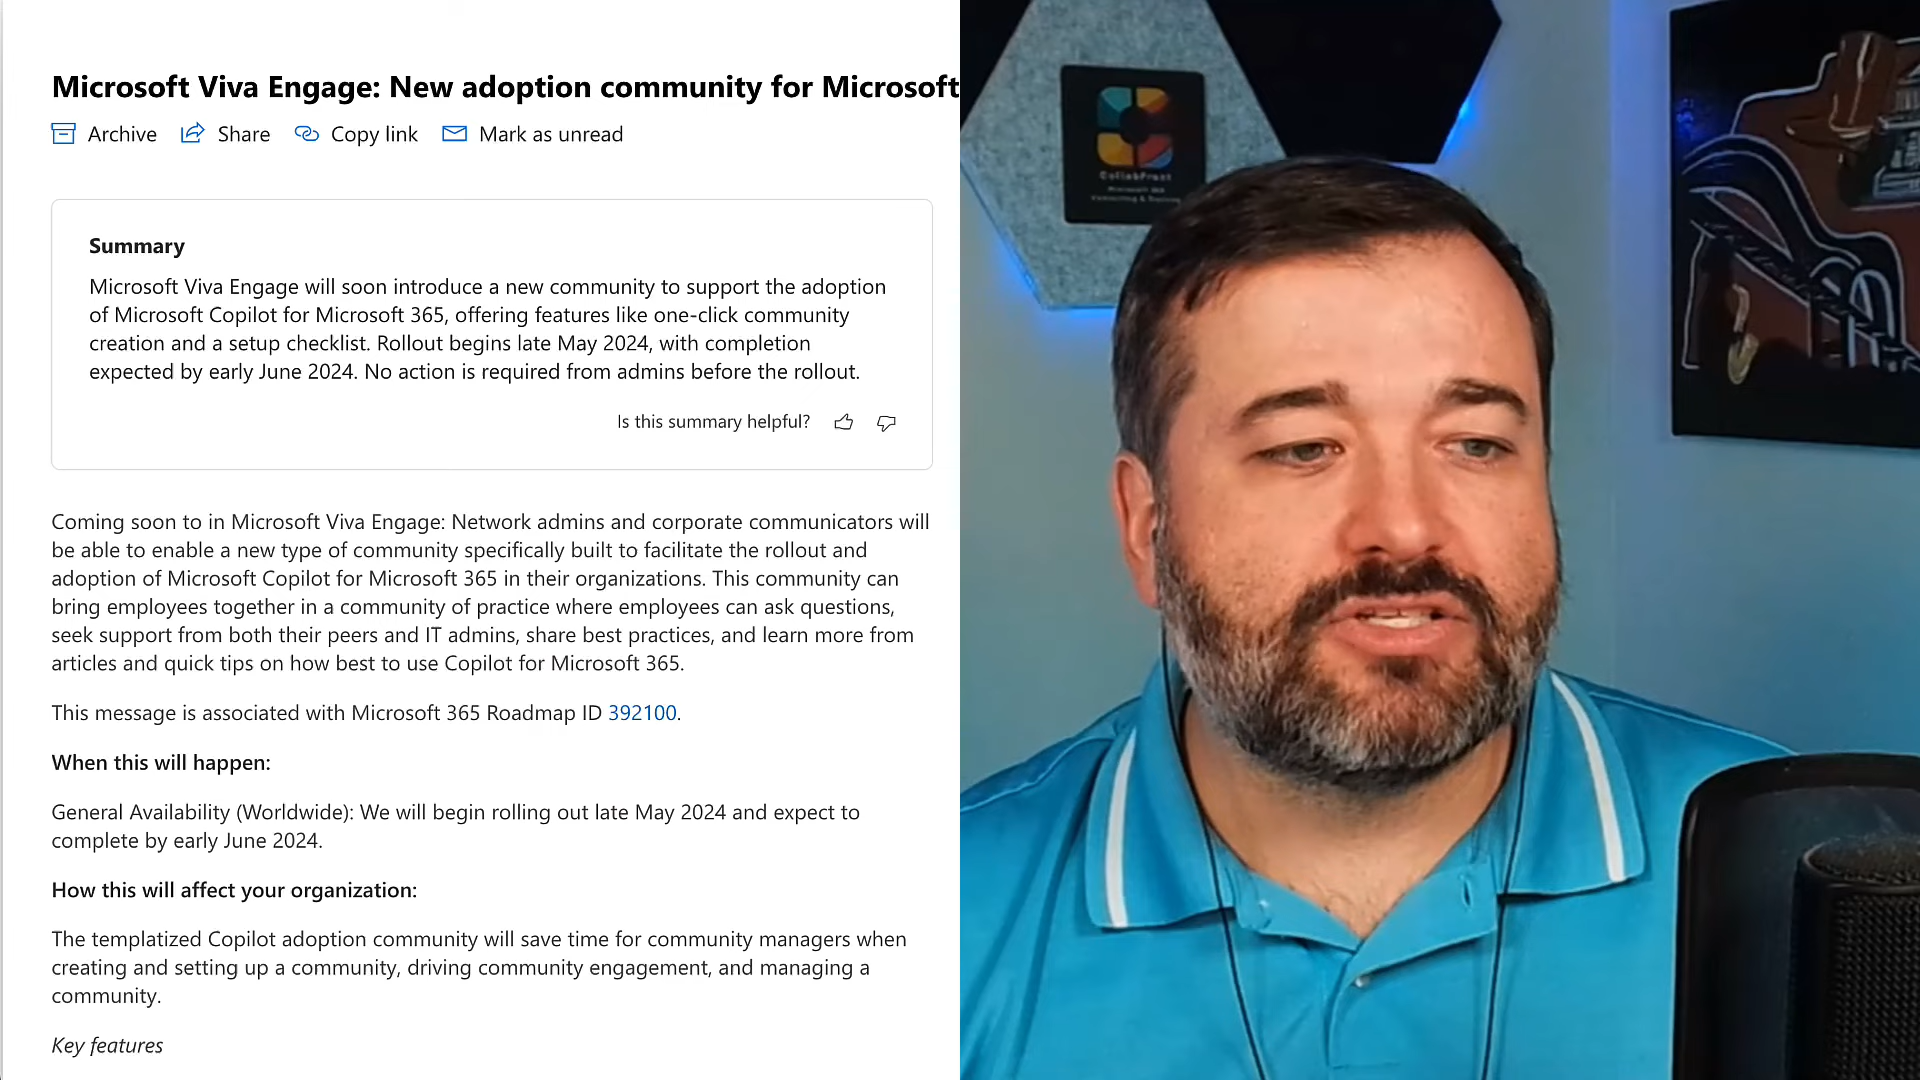 Microsoft Viva Engage: New adoption community for Microsoft
Archive Share Copy link Mark as unread
Summary
Microsoft Viva Engage will soon introduce a new community to support the adoption
of Microsoft Copilot for Microsoft 365, offering features like one-click community
creation and a setup checklist. Rollout begins late May 2024, with completion
expected by early June 2024. No action is required from admins before the rollout.
Is this summary helpful?
Coming soon to in Microsoft Viva Engage: Network admins and corporate communicators will
be able to enable a new type of community specifically built to facilitate the rollout and
adoption of Microsoft Copilot for Microsoft 365 in their organizations. This community can
bring employees together in a community of practice where employees can ask questions,
seek support from both their peers and IT admins, share best practices, and learn more from
articles and quick tips on how best to use Copilot for Microsoft 365.
This message is associated with Microsoft 365 Roadmap ID 392100.
When this will happen:
General Availability (Worldwide): We will begin rolling out late May 2024 and expect to
complete by early June 2024.
How this will affect your organization:
The templatized Copilot adoption community will save time for community managers when
creating and setting up a community, driving community engagement, and managing a
community.
Key features
Microsoft 365
Consulting & Training